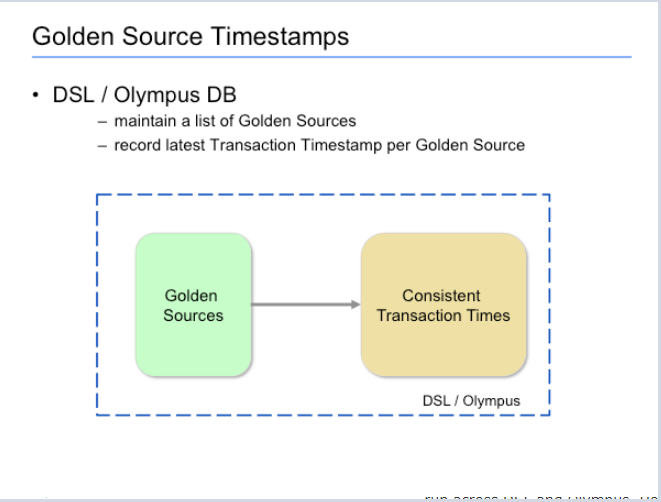 Golden Source Timestamps
• DSL / Olympus DB
– maintain a list of Golden Sources
– record latest Transaction Timestamp per Golden Source
Golden
Sources
Consistent
Transaction Times
DSL / Olympus